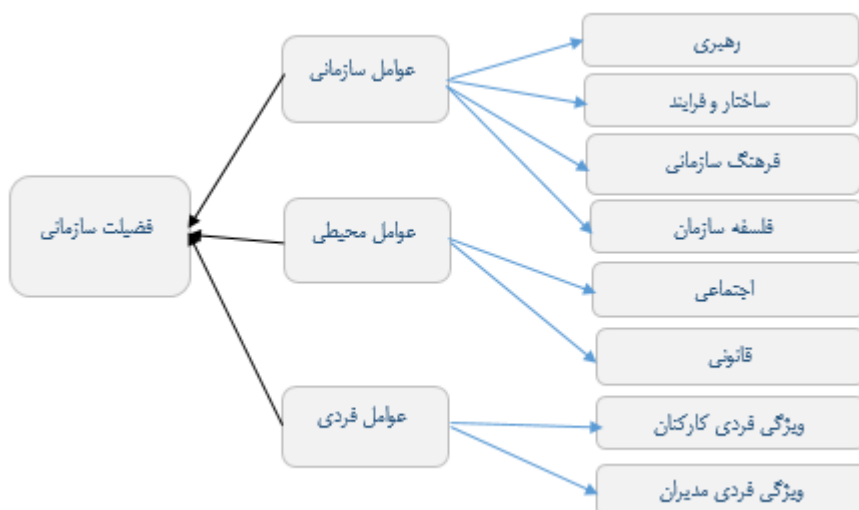 رهبری
عوامل سازمانی
ساختار و فرایند
فرهنگ سازمانی
فضیلت سازمانی
فلسفه سازمان
عوامل محیطی
اجتماعی
قانونی
عوامل فردی
ویژگی فردی کارکنان
ویژگی فردی مدیران